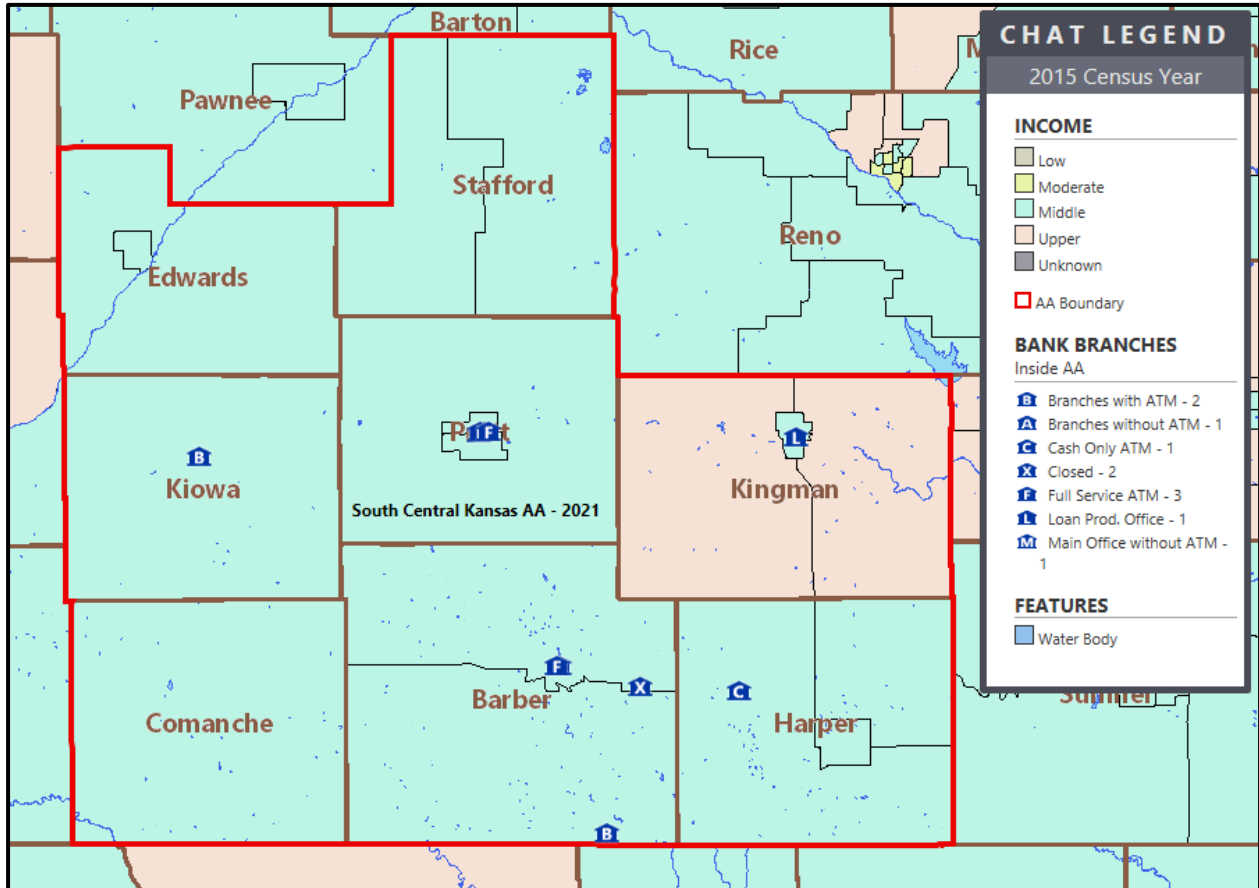 Barton
Rice
Pawnee
Stafford
Reno
Edwards
Kiowa
B
F
L
Kingman
South Central Kansas AA - 2021
F
X
C
Barber
Comanche
Harper
B
CHAT LEGEND
2015 Census Year
INCOME
Low
Moderate
Middle
Upper
Unknown
AA Boundary
BANK BRANCHES
Inside AA
B Branches with ATM - 2
A Branches without ATM - 1
C Cash Only ATM - 1
X Closed - 2
F Full Service ATM - 3
L Loan Prod. Office - 1
M Main Office without ATM -
1
FEATURES
Water Body